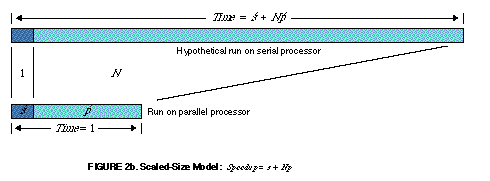 Time = s′ + Np′
Hypothetical run on serial processor
1 N
s′ p′
Run on parallel processor
Time = 1
FIGURE 2b. Scaled-Size Model: Speedup = s + Np